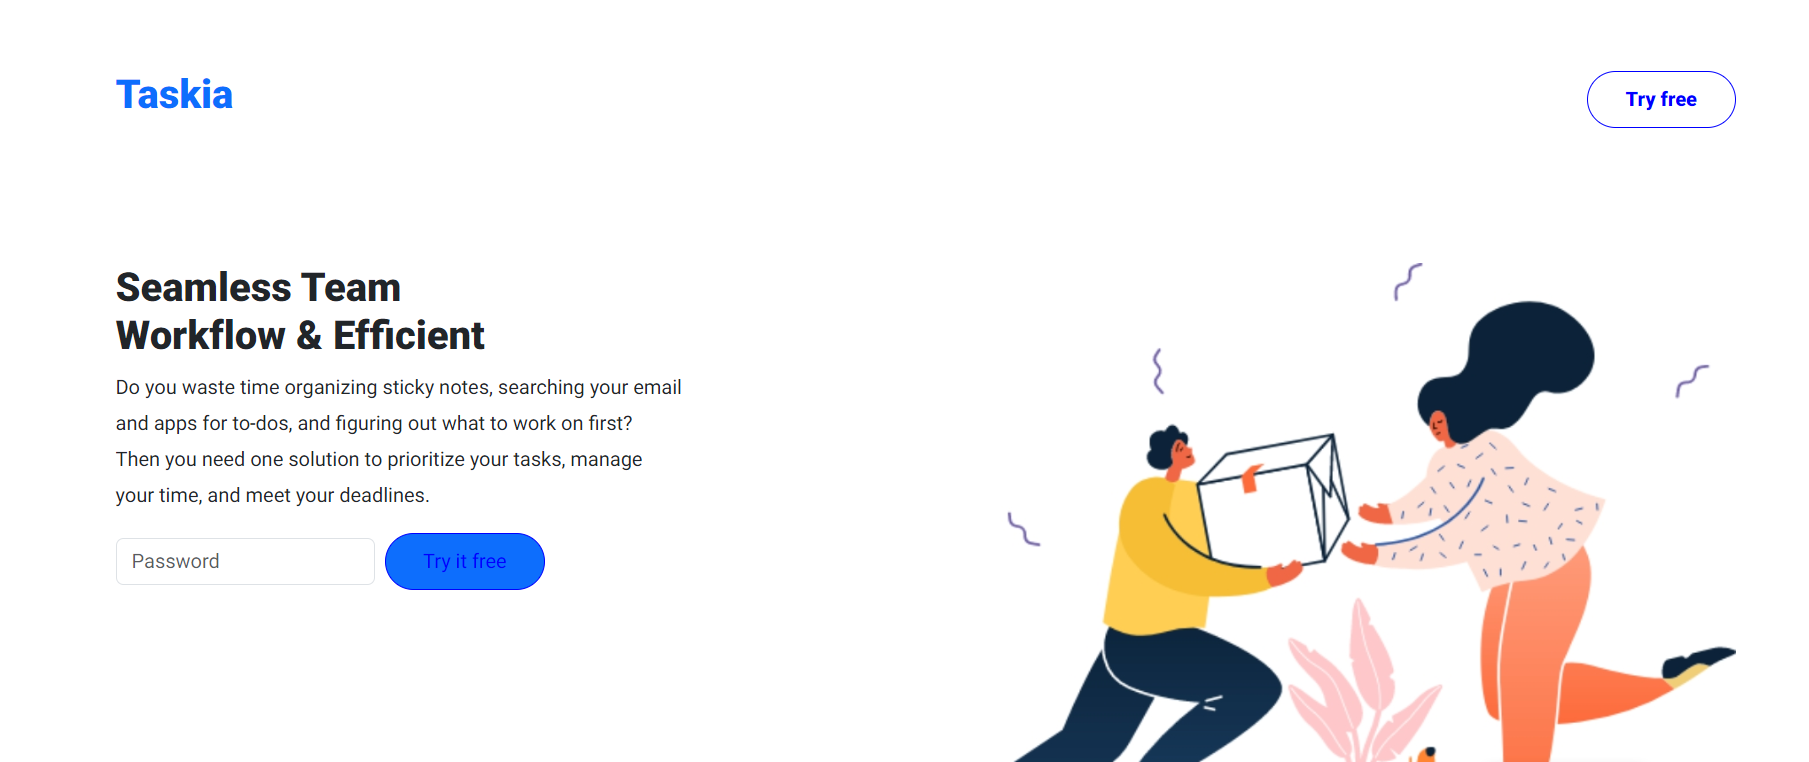 Taskia
Try free
Seamless Team
Workflow & Efficient
Do you waste time organizing sticky notes, searching your email
and apps for to-dos, and figuring out what to work on first?
Then you need one solution to prioritize your tasks, manage
your time, and meet your deadlines.
Password
Try it free